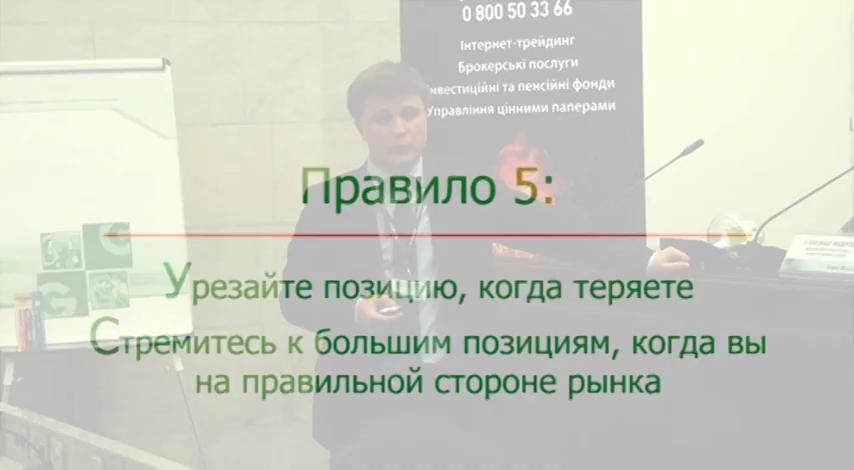 0 800 50 33 66
Інтернет-трейдинг
Брокерські послуги
Інвестиційні та пенсійні фонди
Управління цінними паперами
Правило 5:
Урезайте позицию, когда теряете
Стремитесь к большим позициям, когда вы
на правильной стороне рынка